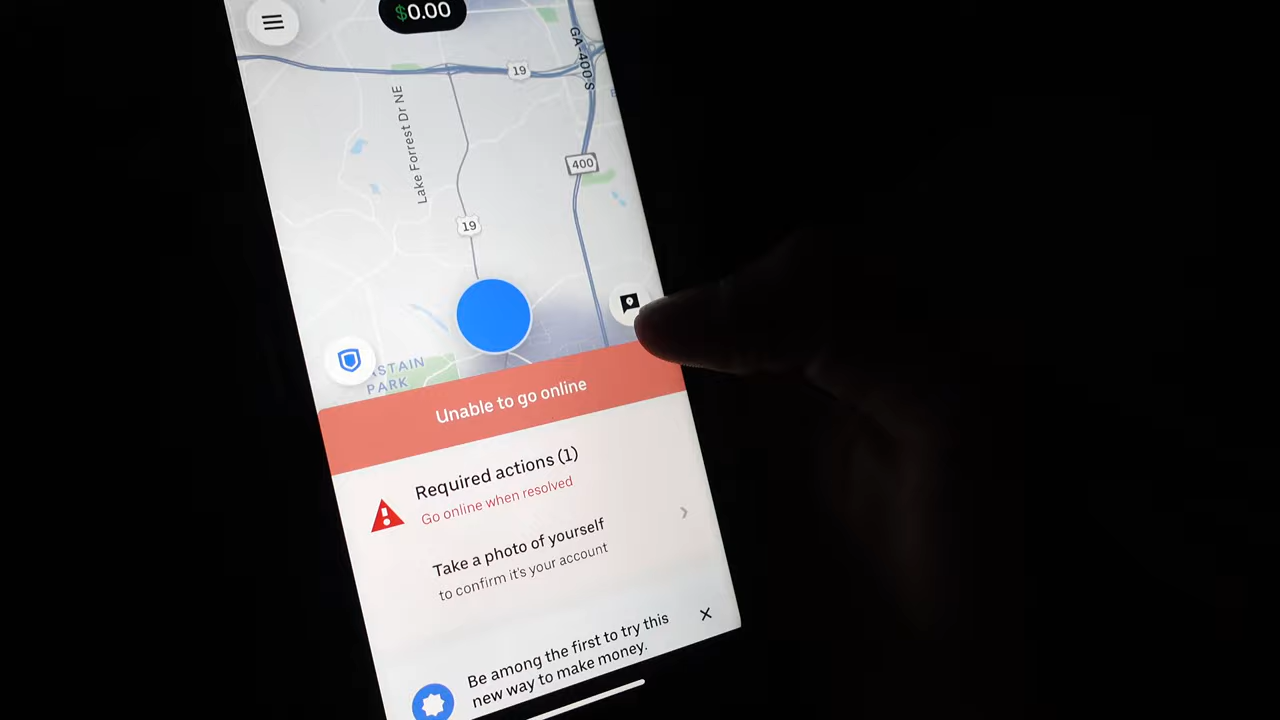 $0.00
GA-400 S
19
Lake Forrest Dr NE
400
19
STAIN
PARK
Unable to go online
Required actions (1)
Go online when resolved
Take a photo of yourself
to confirm it's your account
Be among the first to try this
new way to make money.